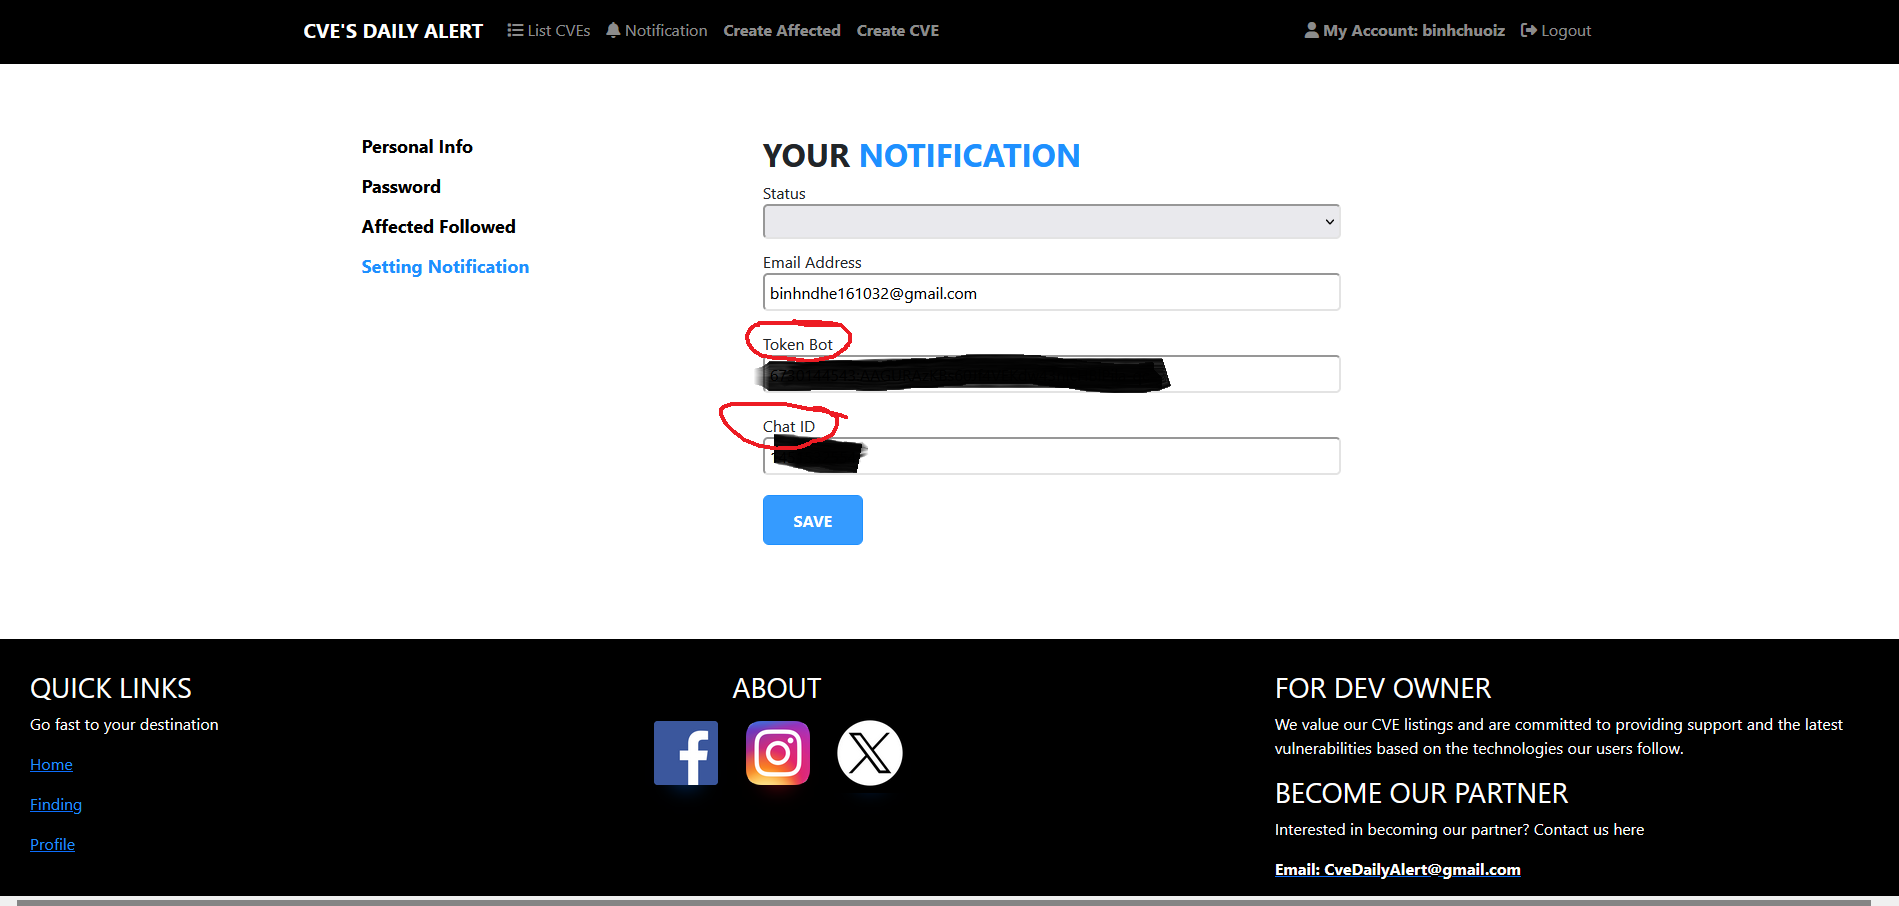 CVE'S DAILY ALERT List CVEs Notification Create Affected Create CVE My Account: binhchuoiz Logout
Personal Info
Password
Affected Followed
Setting Notification
YOUR NOTIFICATION
Status
Email Address
binhndhe161032@gmail.com
Token Bot
Chat ID
SAVE
QUICK LINKS
Go fast to your destination
Home
Finding
Profile
ABOUT
FOR DEV OWNER
We value our CVE listings and are committed to providing support and the latest
vulnerabilities based on the technologies our users follow.
BECOME OUR PARTNER
Interested in becoming our partner? Contact us here
Email: CveDailyAlert@gmail.com